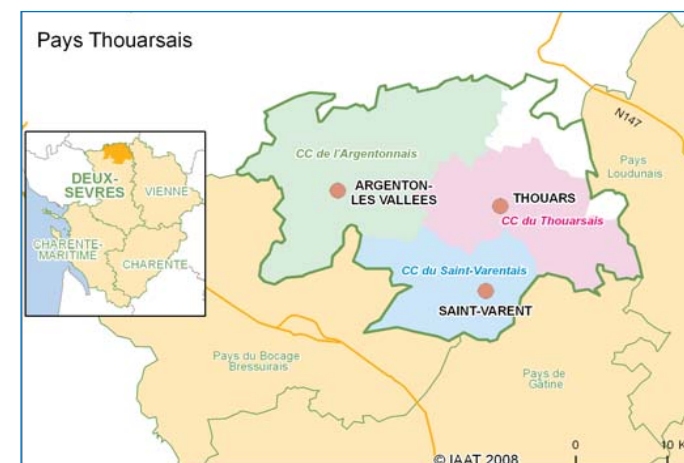 Pays Thouarsais
N147
CC de l'Argentonnais
Pays
Loudunais
DEUX-
SEVRES
VIENNE
ARGENTON-
LES VALLEES
THOUARS
CC du Thouarsais
CHARENTE-
MARITIME
CHARENTE
CC du Saint-Varentais
SAINT-VARENT
Pays du Bocage
Bressuirais
Pays de
Gâtine
© IAAT 2008
0
10 K